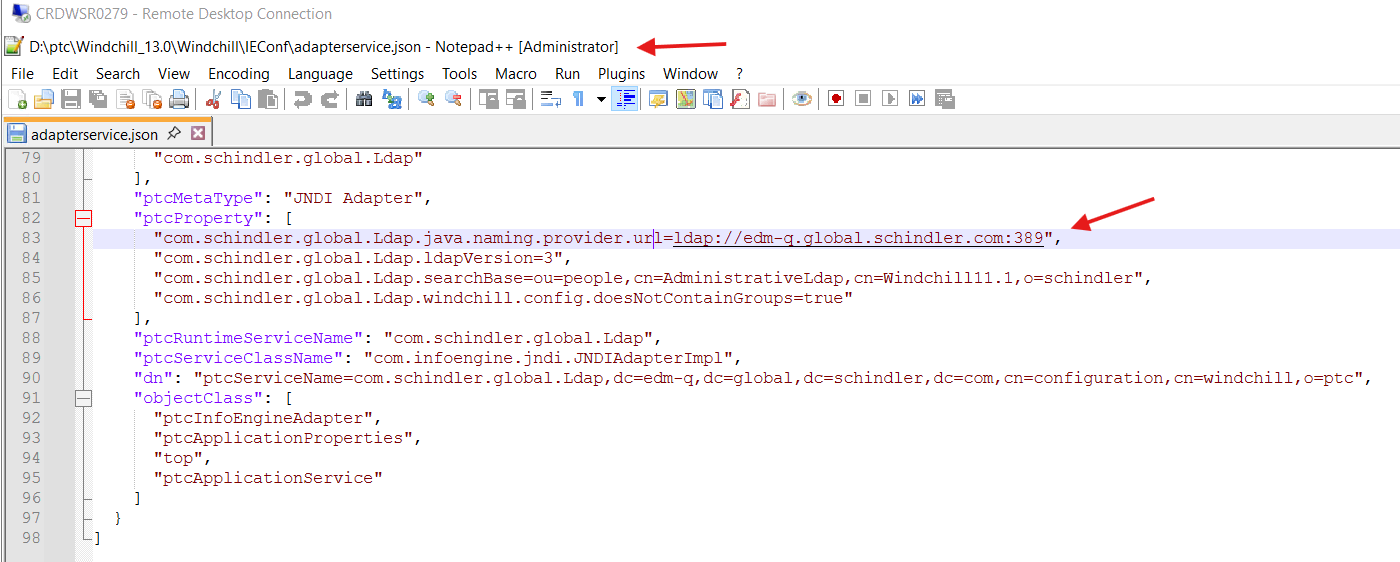 CRDWSR0279 - Remote Desktop Connection
D:\ptc\Windchill_13.0\Windchill\IEConf\adapterservice.json - Notepad++ [Administrator]
File Edit Search View Encoding Language Settings Tools Macro Run Plugins Window ?
adapterservice.json
79 "com.schindler.global.Ldap"
80 ],
81 "ptcMetaType": "JNDI Adapter",
82 "ptcProperty": [
83 "com.schindler.global.Ldap.java.naming.provider.url=ldap://edm-q.global.schindler.com:389",
84 "com.schindler.global.Ldap.ldapVersion=3",
85 "com.schindler.global.Ldap.searchBase=ou=people,cn=AdministrativeLdap,cn=Windchill11.1,o=schindler",
86 "com.schindler.global.Ldap.windchill.config.doesNotContainGroups=true"
87 ],
88 "ptcRuntimeServiceName": "com.schindler.global.Ldap",
89 "ptcServiceClassName": "com.infoengine.jndi.JNDIAdapterImpl",
90 "dn": "ptcServiceName=com.schindler.global.Ldap,dc=edm-q,dc=global,dc=schindler,dc=com,cn=configuration,cn=windchill,o=ptc",
91 "objectClass": [
92 "ptcInfoEngineAdapter",
93 "ptcApplicationProperties",
94 "top",
95 "ptcApplicationService"
96 ]
97 }
98 ]